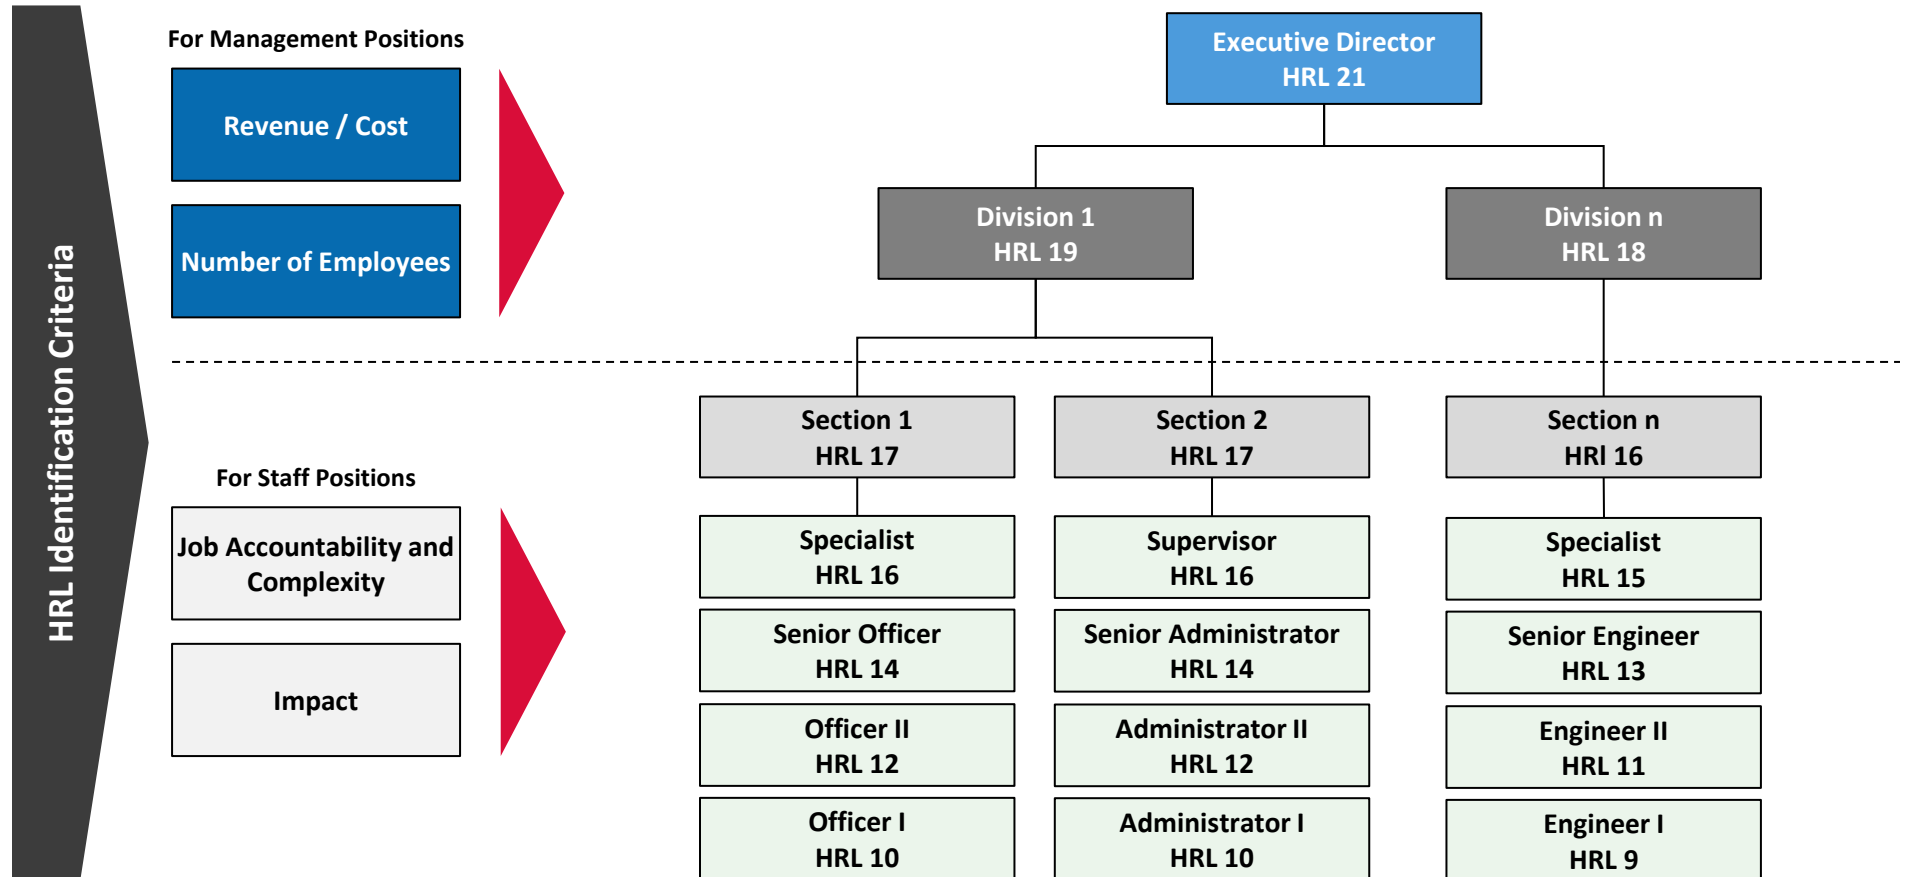 HRL Identification Criteria
For Management Positions
Revenue / Cost
Number of Employees
For Staff Positions
Job Accountability and
Complexity
Impact
Executive Director
HRL 21
Division 1
HRL 19
Division n
HRL 18
Section 1
HRL 17
Section 2
HRL 17
Section n
HRl 16
Specialist
HRL 16
Supervisor
HRL 16
Specialist
HRL 15
Senior Officer
HRL 14
Senior Administrator
HRL 14
Senior Engineer
HRL 13
Officer II
HRL 12
Administrator II
HRL 12
Engineer II
HRL 11
Officer I
HRL 10
Administrator I
HRL 10
Engineer I
HRL 9